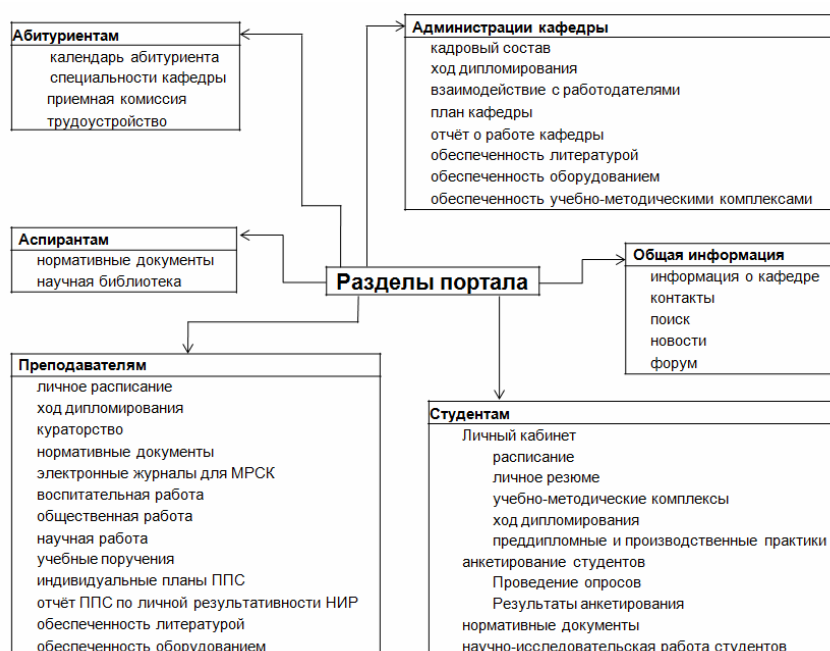 Абитуриентам
календарь абитуриента
специальности кафедры
приемная комиссия
трудоустройство
Администрации кафедры
кадровый состав
ход дипломирования
взаимодействие с работодателями
план кафедры
отчёт о работе кафедры
обеспеченность литературой
обеспеченность оборудованием
обеспеченность учебно-методическими комплексами
Аспирантам
нормативные документы
научная библиотека
Разделы портала
Общая информация
информация о кафедре
контакты
поиск
новости
форум
Преподавателям
личное расписание
ход дипломирования
кураторство
нормативные документы
электронные журналы для МРСК
воспитательная работа
общественная работа
научная работа
учебные поручения
индивидуальные планы ППС
отчёт ППС по личной результативности НИР
обеспеченность литературой
обеспеченность оборудованием
Студентам
Личный кабинет
расписание
личное резюме
учебно-методические комплексы
ход дипломирования
преддипломные и производственные практики
анкетирование студентов
Проведение опросов
Результаты анкетирования
нормативные документы
научно-исследовательская работа студентов